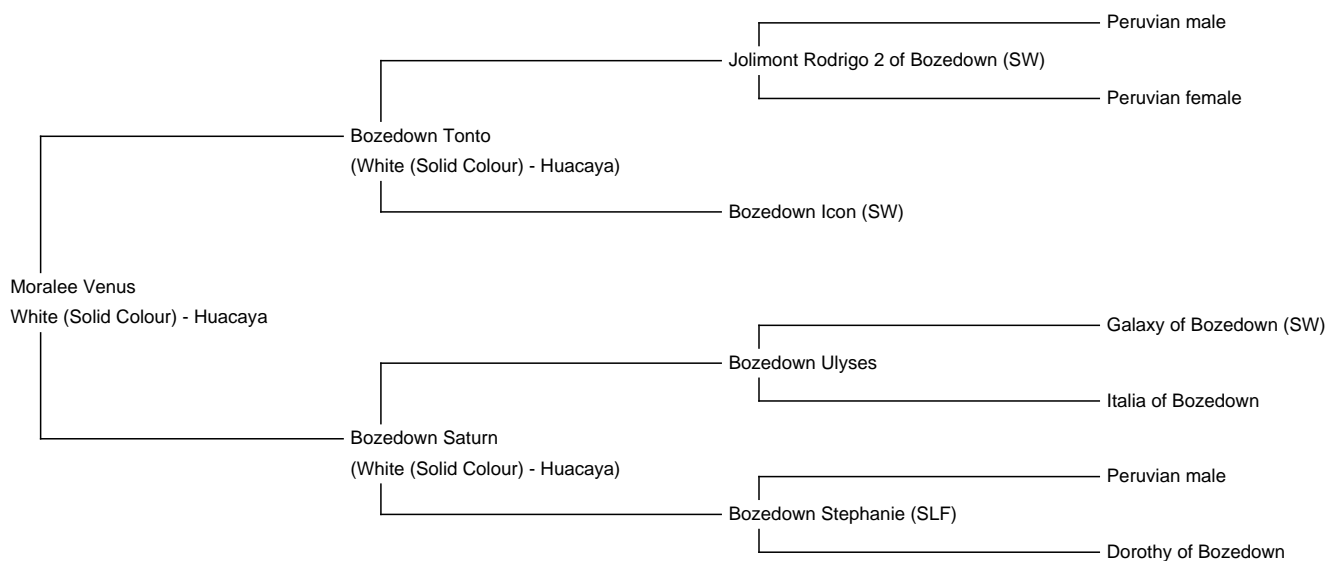 Peruvian male
Jolimont Rodrigo 2 of Bozedown (SW)
Peruvian female
Bozedown Tonto
(White (Solid Colour) - Huacaya)
Bozedown Icon (SW)
Moralee Venus
White (Solid Colour) - Huacaya
Galaxy of Bozedown (SW)
Bozedown Ulyses
Italia of Bozedown
Bozedown Saturn
(White (Solid Colour) - Huacaya)
Peruvian male
Bozedown Stephanie (SLF)
Dorothy of Bozedown